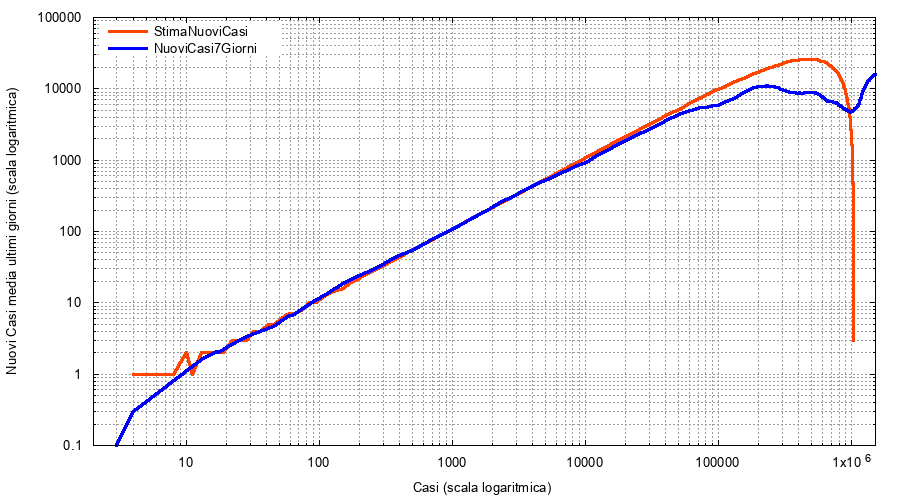 100000
10000
1000
100
10
1
0.1
Nuovi Casi media ultimi giorni (scala logaritmica)
StimaNuoviCasi
NuoviCasi7Giorni
10 100 1000 10000 100000 1x10 6
Casi (scala logaritmica)